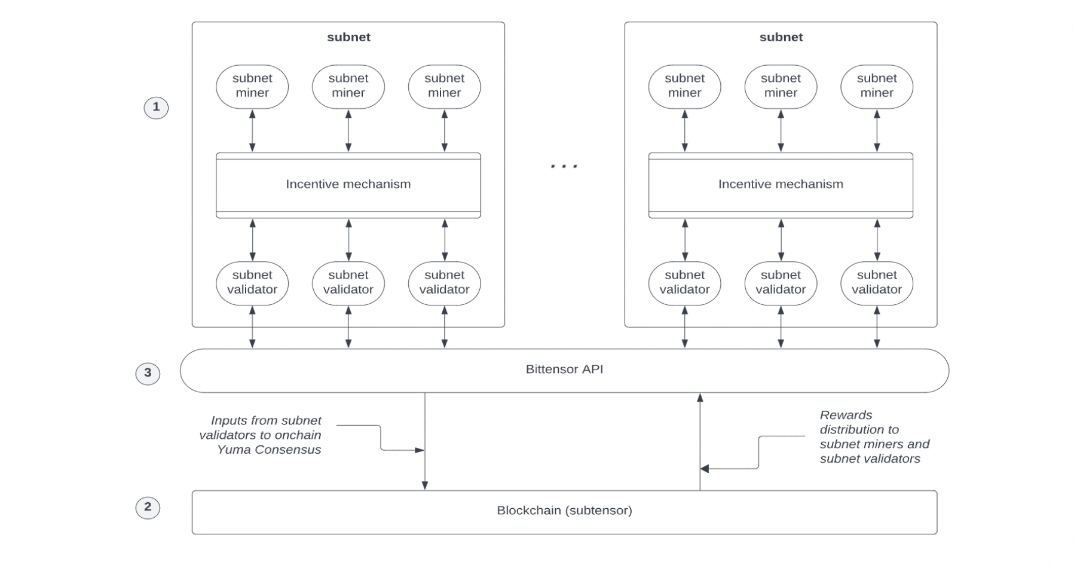 subnet
subnet
subnet
miner
subnet
miner
subnet
miner
subnet
miner
subnet
miner
subnet
miner
1
Incentive mechanism
...
Incentive mechanism
subnet
validator
subnet
validator
subnet
validator
subnet
validator
subnet
validator
subnet
validator
3
Bittensor API
Inputs from subnet
validators to onchain
Yuma Consensus
Rewards
distribution to
subnet miners and
subnet validators
2
Blockchain (subtensor)